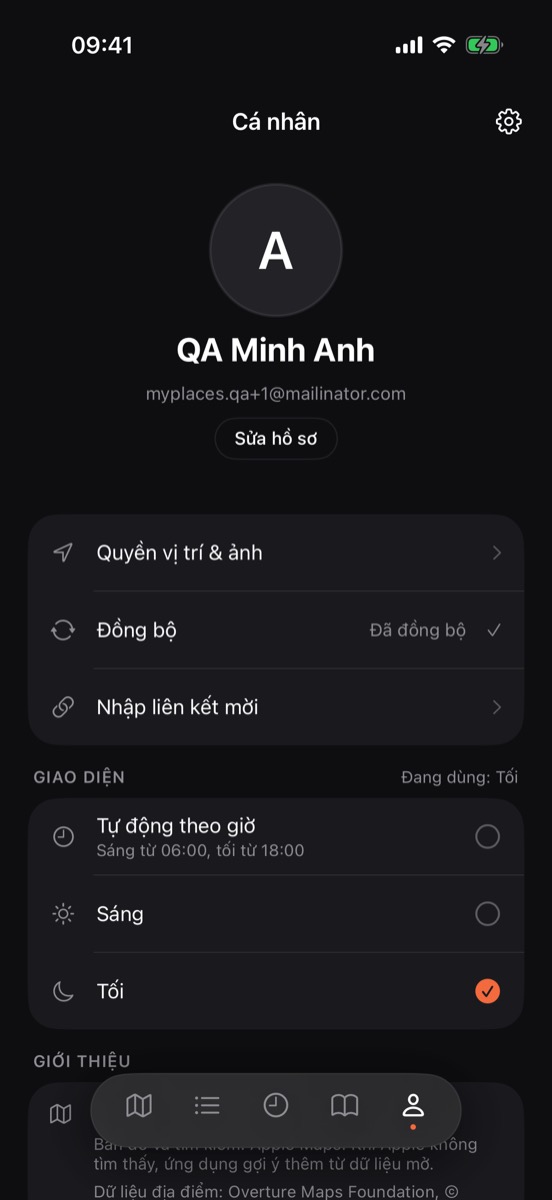 09:41
Cá nhân
A
QA Minh Anh
myplaces.qa+1@mailinator.com
Sửa hồ sơ
Quyền vị trí & ảnh
Đồng bộ
Đã đồng bộ
Nhập liên kết mời
GIAO DIỆN
Đang dùng: Tối
Tự động theo giờ
Sáng từ 06:00, tối từ 18:00
Sáng
Tối
GIỚI THIỆU
không
tìm thấy, ứng dụng gợi ý thêm từ dữ liệu mở.
Dữ liệu địa điểm: Overture Maps Foundation, ©